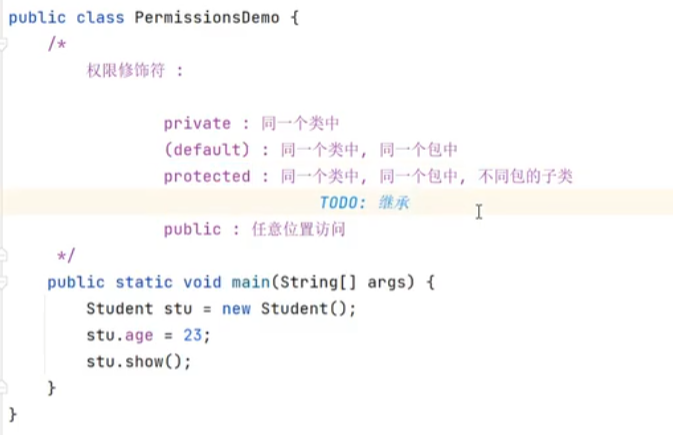 public class PermissionsDemo {
/*
权限修饰符 :
private : 同一个类中
(default) : 同一个类中, 同一个包中
protected : 同一个类中, 同一个包中, 不同包的子类
TODO: 继承
public : 任意位置访问
*/
public static void main(String[] args) {
Student stu = new Student();
stu.age = 23;
stu.show();
}
}